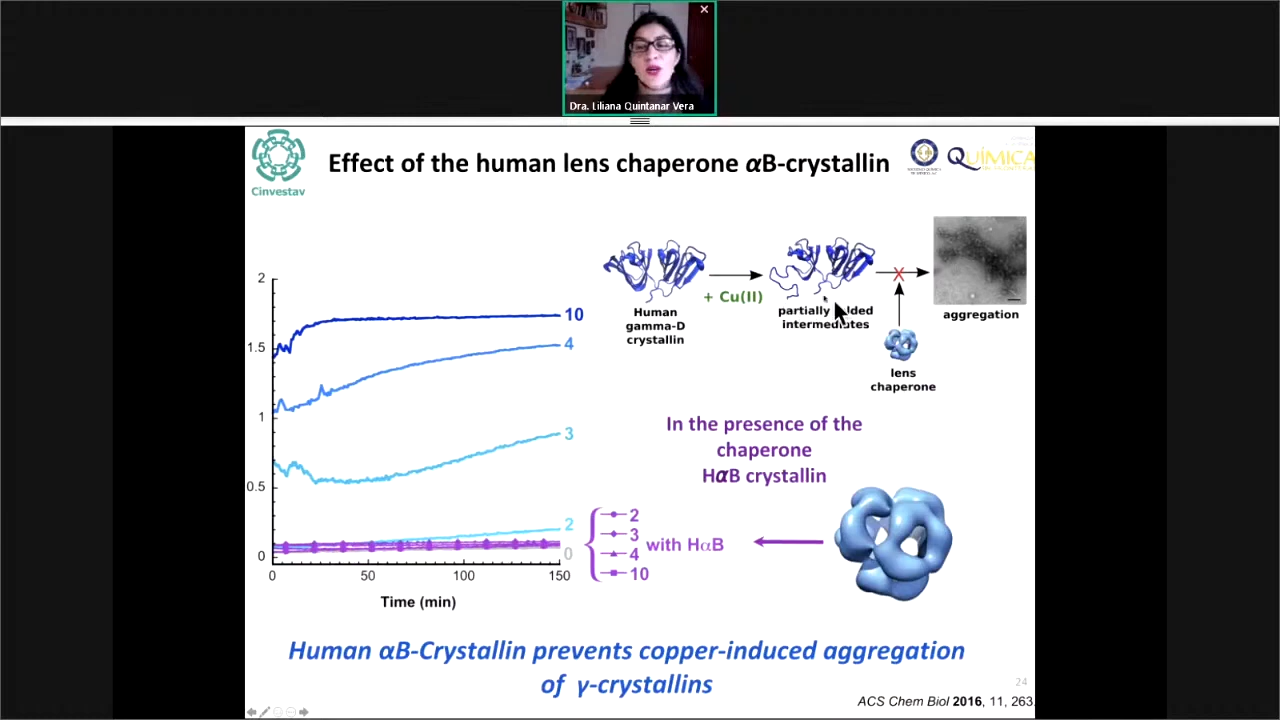 Dra. Liliana Quintanar Vera
Cinvestav
Effect of the human lens chaperone αB-crystallin
QUÍMICA
Human
gamma-D
crystallin
+ Cu(II)
partially
intermediates
aggregation
lens
chaperone
2
1.5
1
0.5
0
10
4
3
2
0
0
50
100
150
Time (min)
In the presence of the
chaperone
HαB crystallin
2
3
4
10
with HαB
Human αB-Crystallin prevents copper-induced aggregation
of γ-crystallins
24
ACS Chem Biol 2016, 11, 263